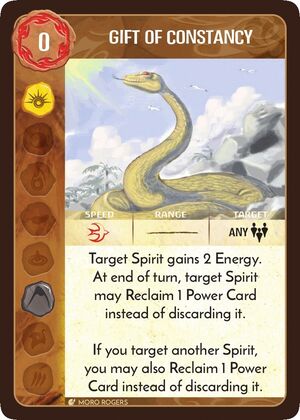 0
GIFT OF CONSTANCY
SPEED RANGE TARGET
ANY
Target Spirit gains 2 Energy.
At end of turn, target Spirit
may Reclaim 1 Power Card
instead of discarding it.
If you target another Spirit,
you may also Reclaim 1 Power
Card instead of discarding it.
MORO ROGERS